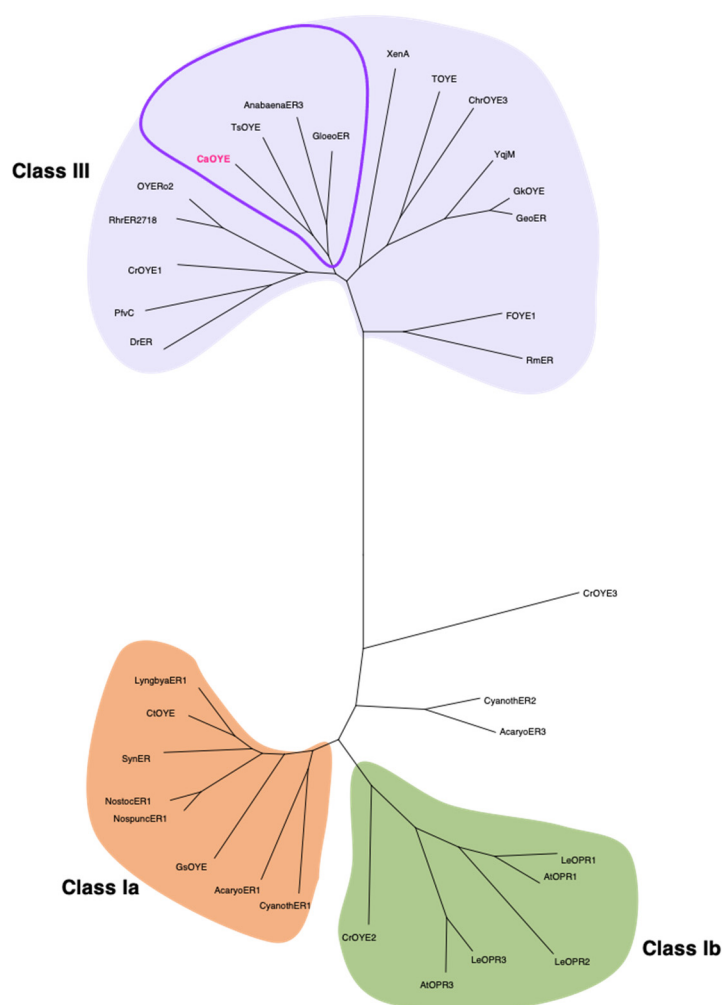 XenA
TOYE
AnabaenaER3
ChrOYE3
TsOYE
GloeoER
CaOYE
YqjM
Class III
OYERo2
GkOYE
RhrER2718
GeoER
CrOYE1
PfvC
FOYE1
DrER
RmER
CrOYE3
LyngbyaER1
CyanothER2
CtOYE
AcaryoER3
SynER
NostocER1
NospuncER1
LeOPR1
GsOYE
AtOPR1
Class Ia
AcaryoER1
CyanothER1
CrOYE2
Class Ib
LeOPR3
LeOPR2
AtOPR3